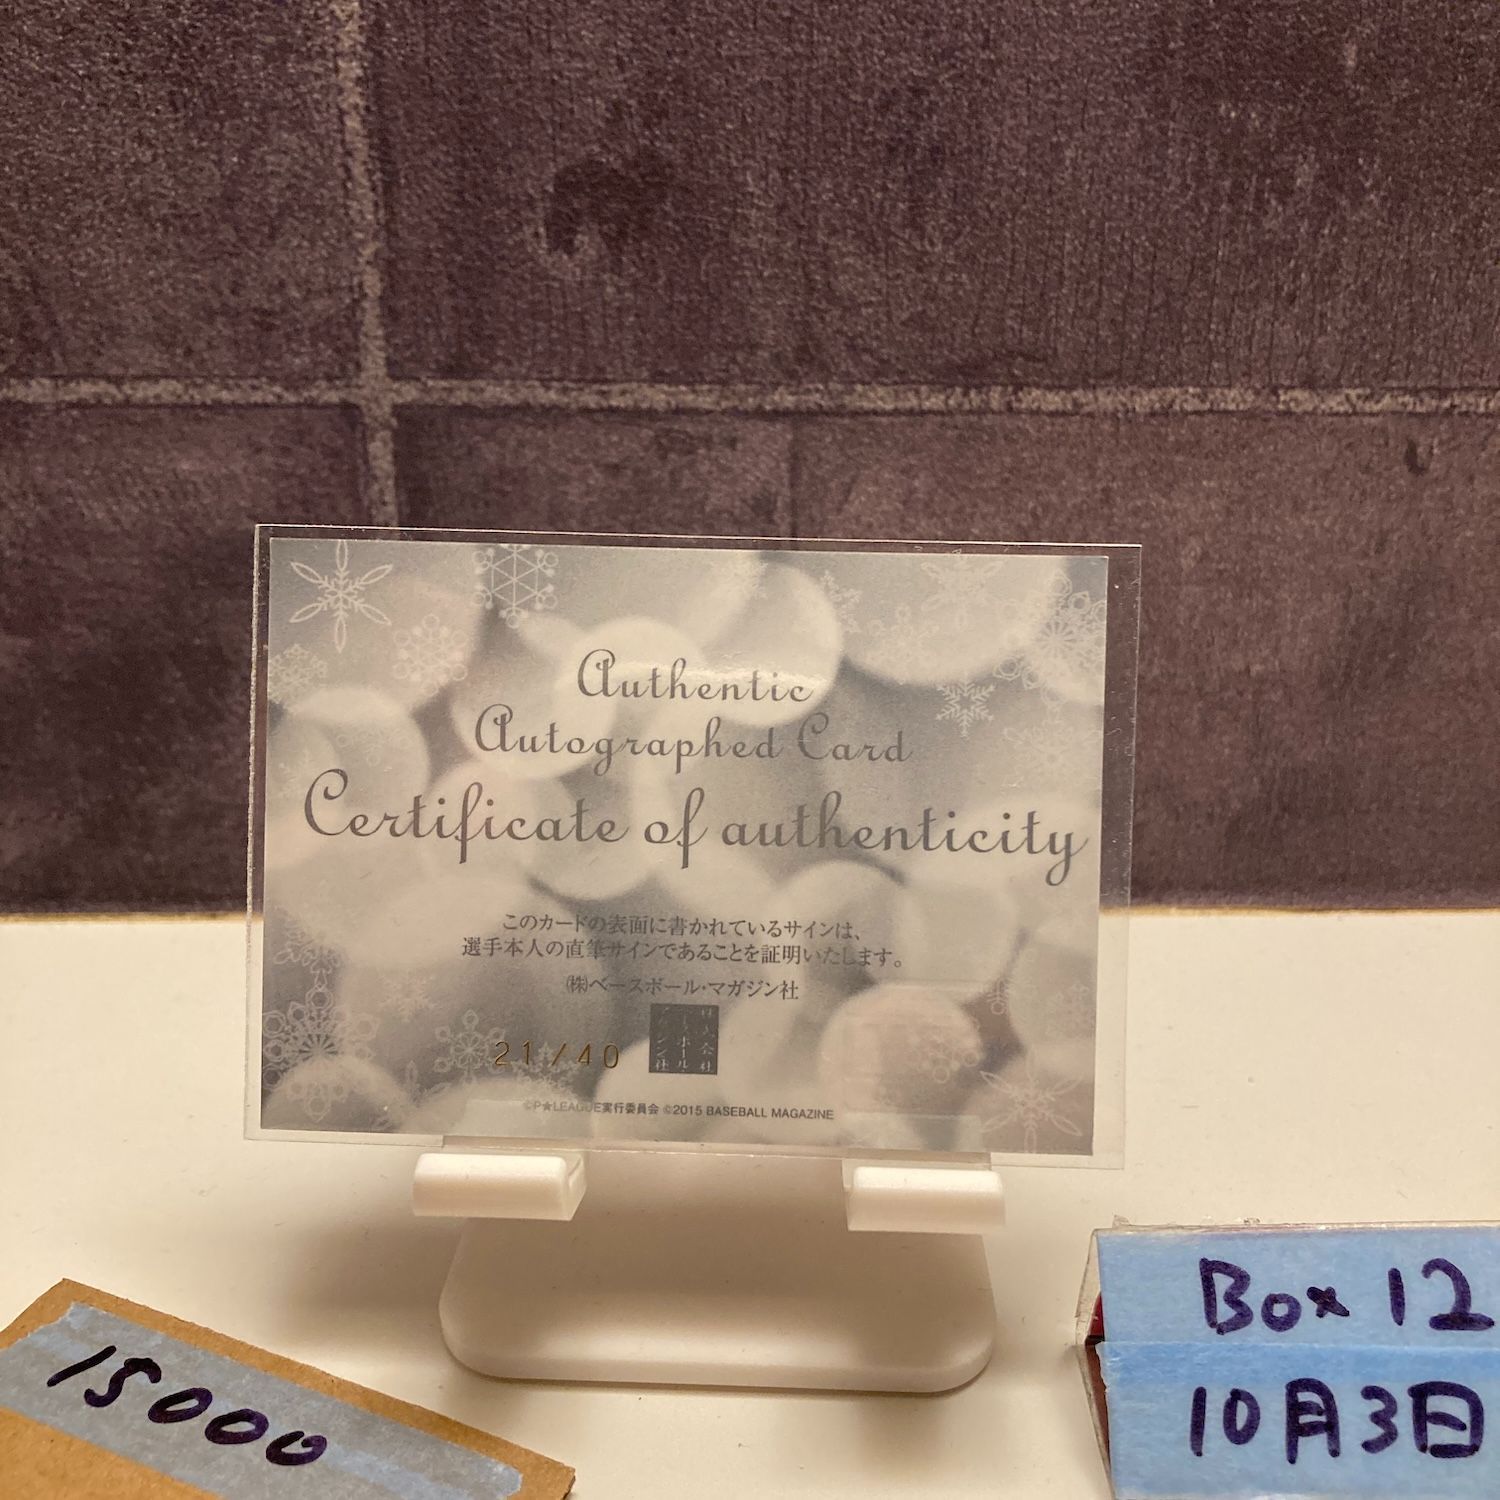 Authentic
Autographed Card
Certificate of authenticity
このカードの表面に書かれているサインは、
選手本人の直筆サインであることを証明いたします。
㈱ベースボール・マガジン社
21/40
©P★LEAGUE実行委員会 ©2015 BASEBALL MAGAZINE
15000
Box 12
10月3日